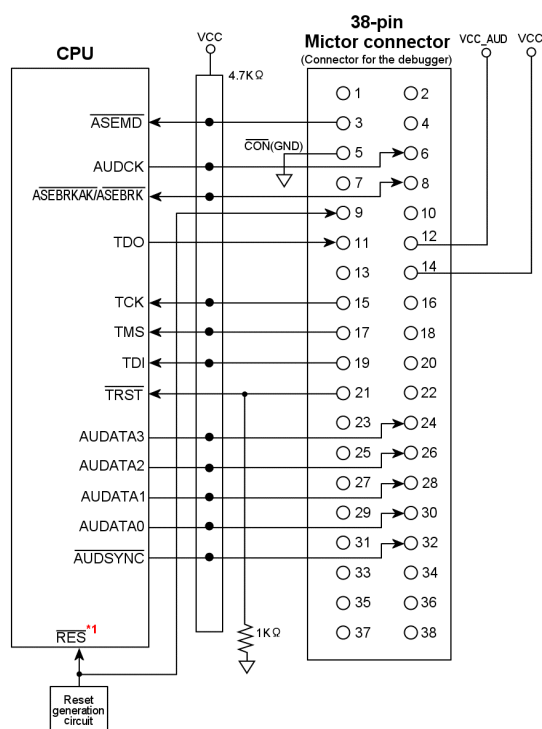 38-pin
Mictor connector
(Connector for the debugger)
VCC_AUD
VCC
VCC
CPU
4.7KΩ
1 2
ASEMD 3 4
CON(GND) 5 6
AUDCK
7 8
ASEBRKAK/ASEBRK
9 10
TDO 11 12
13 14
TCK 15 16
TMS 17 18
TDI 19 20
TRST 21 22
23 24
AUDATA3
25 26
AUDATA2
27 28
AUDATA1
29 30
AUDATA0
31 32
AUDSYNC
33 34
35 36
RES*1
1KΩ
37 38
Reset
generation
circuit